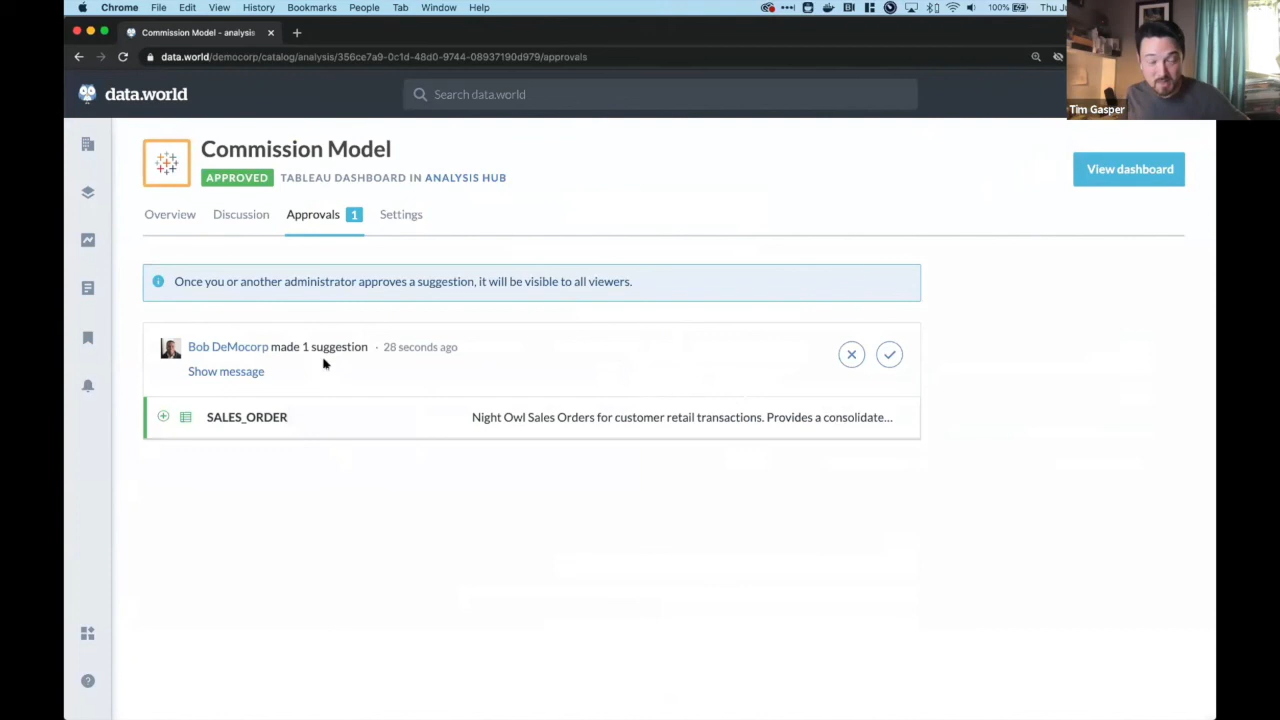 Chrome File Edit View History Bookmarks People Tab Window Help 100% Thu
Commission Model - analysis
data.world/democorp/catalog/analysis/356ce7a9-0c1d-48d0-9744-08937190d979/approvals
Tim Gasper
data.world
Search data.world
Commission Model
APPROVED TABLEAU DASHBOARD IN ANALYSIS HUB
View dashboard
Overview Discussion Approvals 1 Settings
Once you or another administrator approves a suggestion, it will be visible to all viewers.
Bob DeMocorp made 1 suggestion · 28 seconds ago
Show message
SALES_ORDER Night Owl Sales Orders for customer retail transactions. Provides a consolidate...